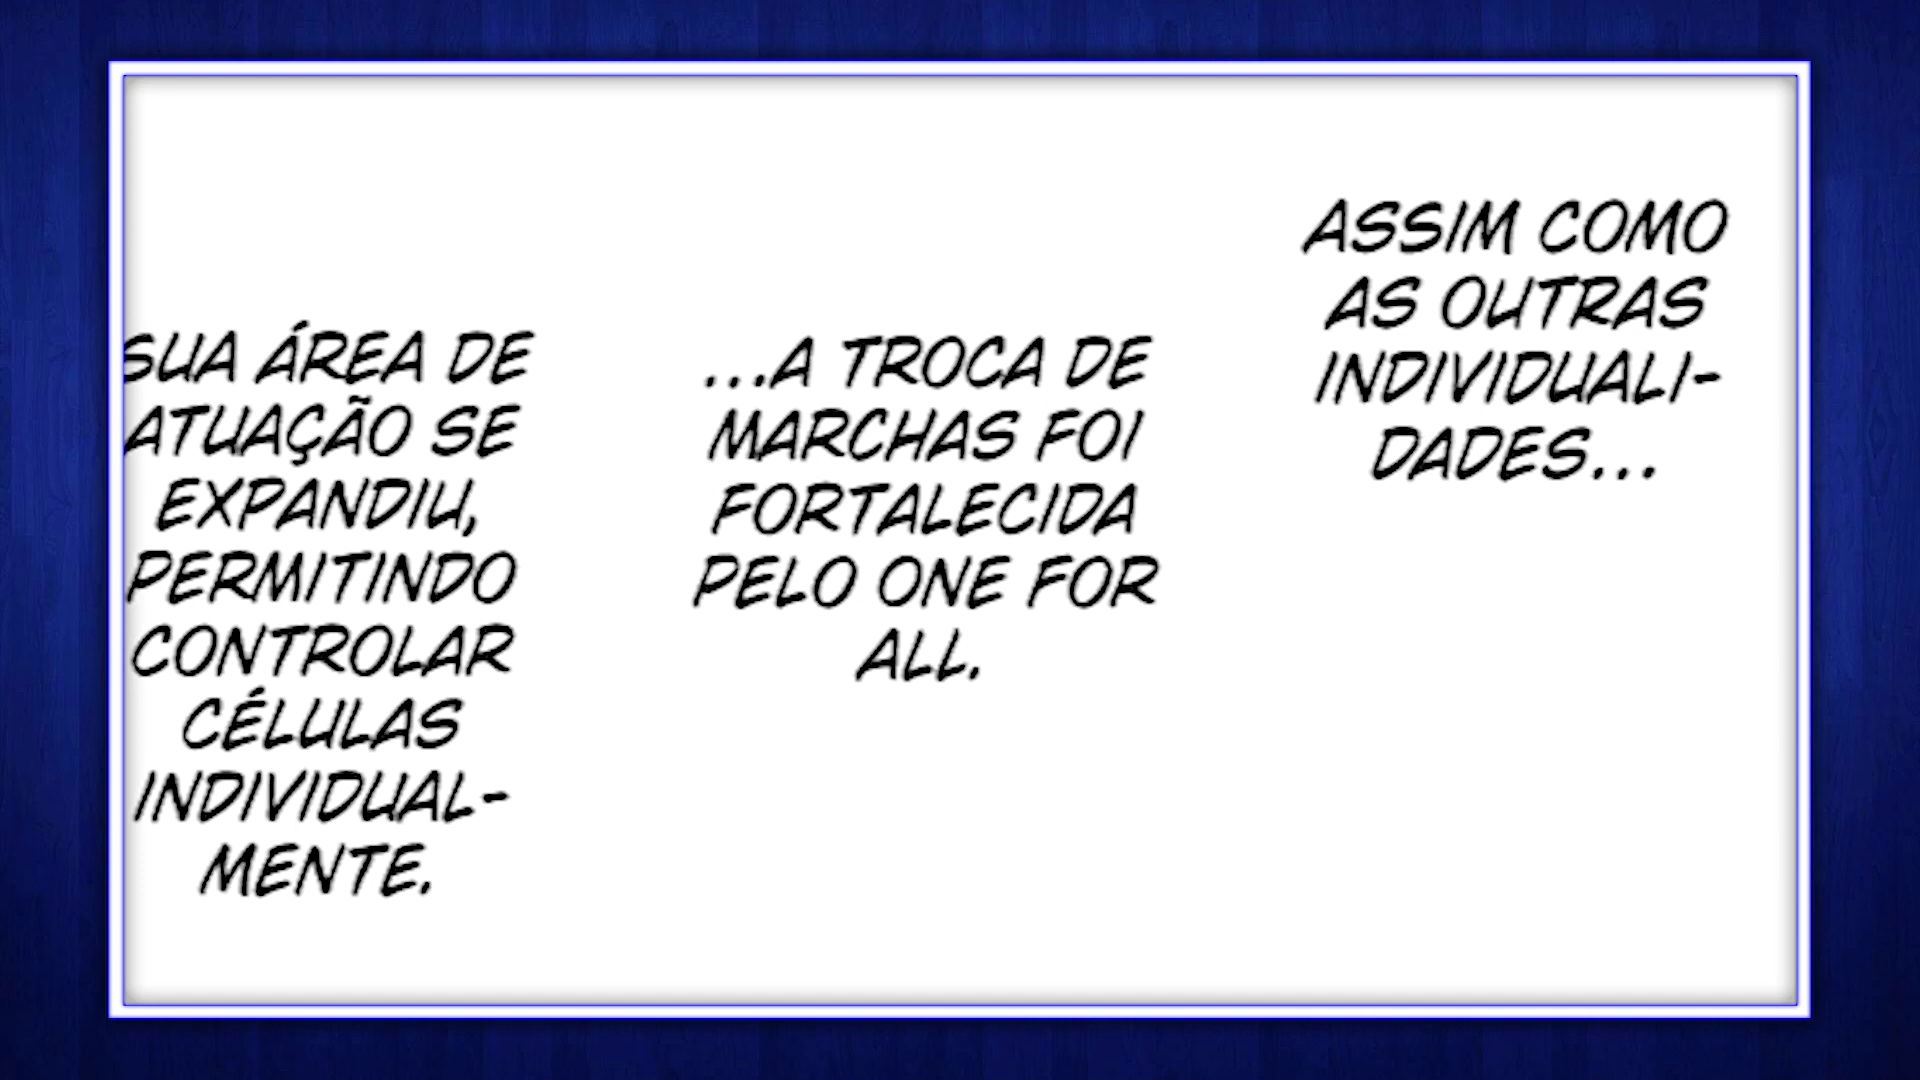 ASSIM COMO
AS OUTRAS
INDIVIDUALI-
DADES...
...A TROCA DE
MARCHAS FOI
FORTALECIDA
PELO ONE FOR
ALL.
SUA ÁREA DE
ATUAÇÃO SE
EXPANDIU,
PERMITINDO
CONTROLAR
CÉLULAS
INDIVIDUAL-
MENTE.